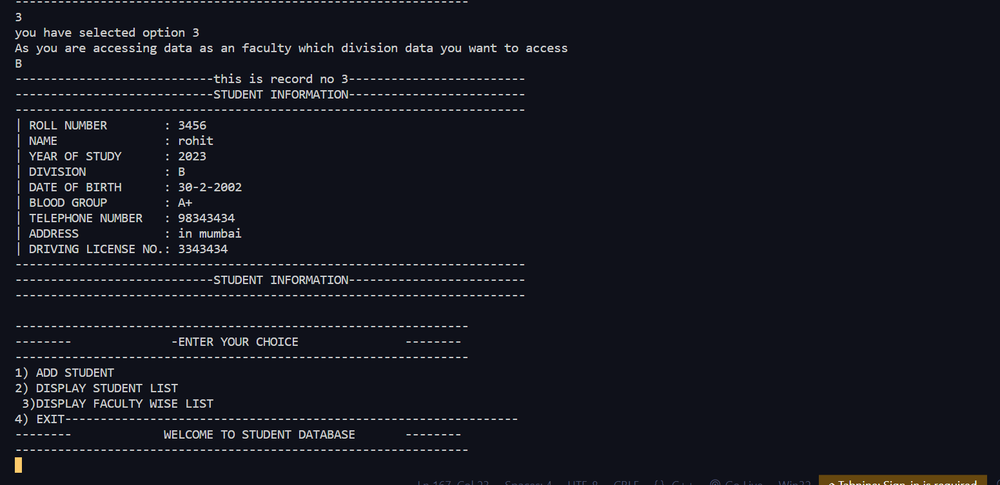 ----------------------------------------------------------------
3
you have selected option 3
As you are accessing data as an faculty which division data you want to access
B
----------------------------this is record no 3-------------------------
----------------------------STUDENT INFORMATION-------------------------
------------------------------------------------------------------------
| ROLL NUMBER        : 3456
| NAME               : rohit
| YEAR OF STUDY      : 2023
| DIVISION           : B
| DATE OF BIRTH      : 30-2-2002
| BLOOD GROUP        : A+
| TELEPHONE NUMBER   : 98343434
| ADDRESS            : in mumbai
| DRIVING LICENSE NO.: 3343434
------------------------------------------------------------------------
----------------------------STUDENT INFORMATION-------------------------
------------------------------------------------------------------------
----------------------------------------------------------------
--------              -ENTER YOUR CHOICE               --------
----------------------------------------------------------------
1) ADD STUDENT
2) DISPLAY STUDENT LIST
 3)DISPLAY FACULTY WISE LIST
4) EXIT----------------------------------------------------------------
--------             WELCOME TO STUDENT DATABASE       --------
----------------------------------------------------------------
Ln 167, Col 23 Spaces: 4 UTF-8 CRLF {} C++ Go Live Win32 Tabnine: Sign-in is required